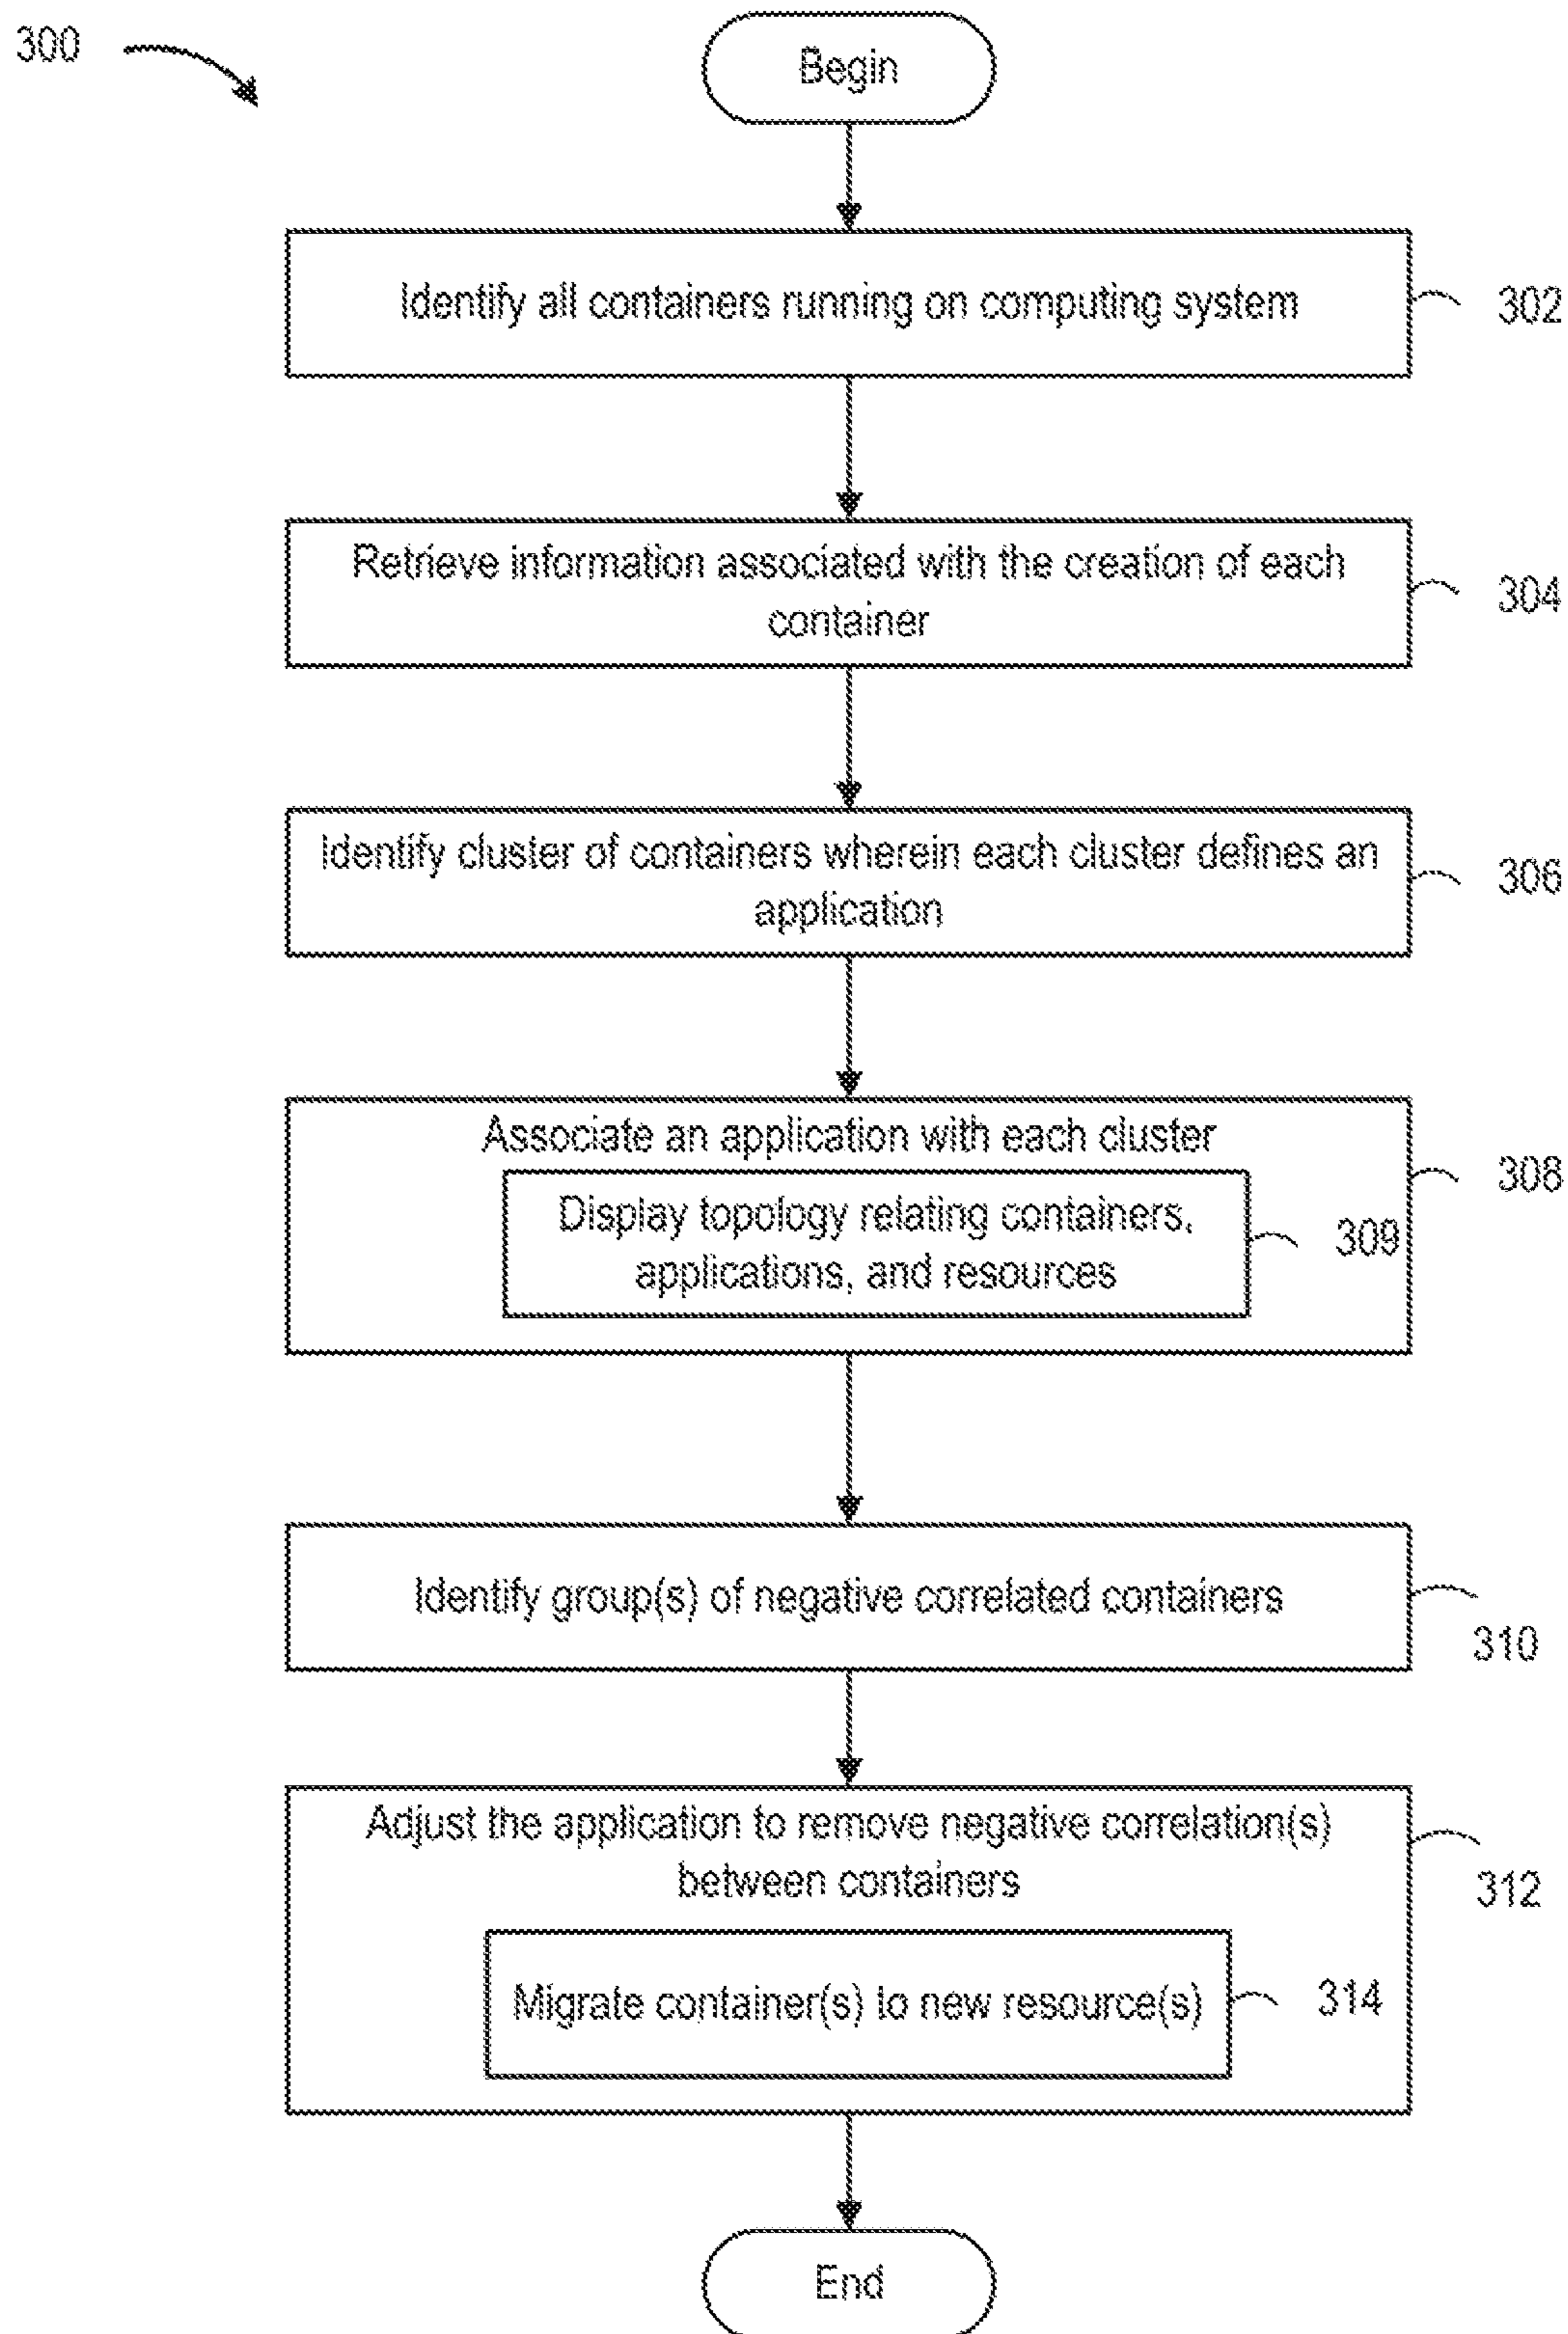 300
Begin
Identify all containers running on computing system
302
Retrieve information associated with the creation of each
container
304
Identify cluster of containers wherein each cluster defines an
application
306
Associate an application with each cluster
308
Display topology relating containers,
applications, and resources
309
Identify group(s) of negative correlated containers
310
Adjust the application to remove negative correlation(s)
between containers
312
Migrate container(s) to new resource(s)
314
End